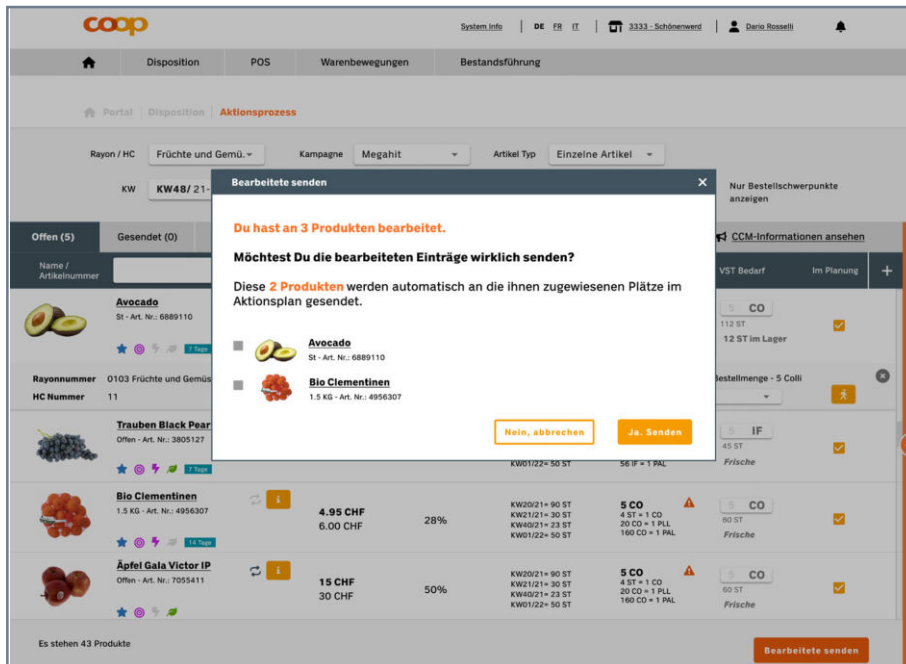 coop
System Info
DE FR IT
3333 - Schönenwerd
Dario Rosselli
Disposition
POS
Warenbewegungen
Bestandsführung
Portal
Disposition
Aktionsprozess
Rayon / HC
Früchte und Gemü.
Kampagne
Megahit
Artikel Typ
Einzelne Artikel
KW
KW48/ 21-
Nur Bestellschwerpunkte
anzeigen
Bearbeitete senden
Du hast an 3 Produkten bearbeitet.
Möchtest Du die bearbeiteten Einträge wirklich senden?
Diese 2 Produkten werden automatisch an die ihnen zugewiesenen Plätze im
Aktionsplan gesendet.
Avocado
St - Art. Nr.: 6889110
Bio Clementinen
1.5 KG - Art. Nr.: 4956307
Nein, abbrechen
Ja. Senden
Offen (5)
Gesendet (0)
CCM-Informationen ansehen
Name /
Artikelnummer
VST Bedarf
Im Planung
+
Avocado
St - Art. Nr.: 6889110
7 Tage
5 CO
112 ST
12 ST im Lager
Rayonnummer
0103 Früchte und Gemüs
HC Nummer
11
Bestellmenge - 5 Colli
Trauben Black Pear
Offen - Art. Nr.: 3805127
7 Tage
KW01/22= 50 ST
56 IF = 1 PAL
5 IF
45 ST
Frische
Bio Clementinen
1.5 KG - Art. Nr.: 4956307
14 Tage
i
4.95 CHF
6.00 CHF
28%
KW20/21= 90 ST
KW21/21= 30 ST
KW40/21= 23 ST
KW01/22= 50 ST
5 CO
4 ST = 1 CO
20 CO = 1 PLL
160 CO = 1 PAL
5 CO
60 ST
Frische
Äpfel Gala Victor IP
Offen - Art. Nr.: 7055411
i
15 CHF
30 CHF
50%
KW20/21= 90 ST
KW21/21= 30 ST
KW40/21= 23 ST
KW01/22= 50 ST
5 CO
4 ST = 1 CO
20 CO = 1 PLL
160 CO = 1 PAL
5 CO
60 ST
Frische
Es stehen 43 Produkte
Bearbeitete senden